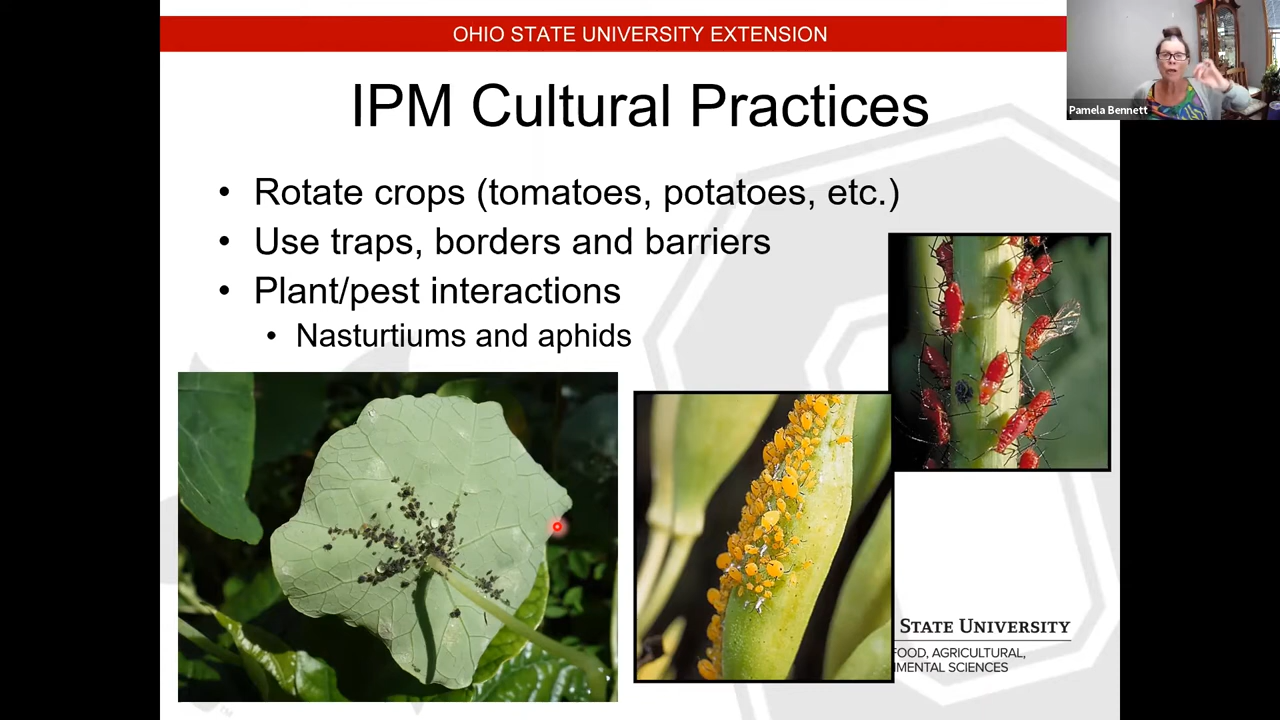 OHIO STATE UNIVERSITY EXTENSION
Pamela Bennett
IPM Cultural Practices
• Rotate crops (tomatoes, potatoes, etc.)
• Use traps, borders and barriers
• Plant/pest interactions
• Nasturtiums and aphids
STATE UNIVERSITY
FOOD, AGRICULTURAL,
MENTAL SCIENCES
TM